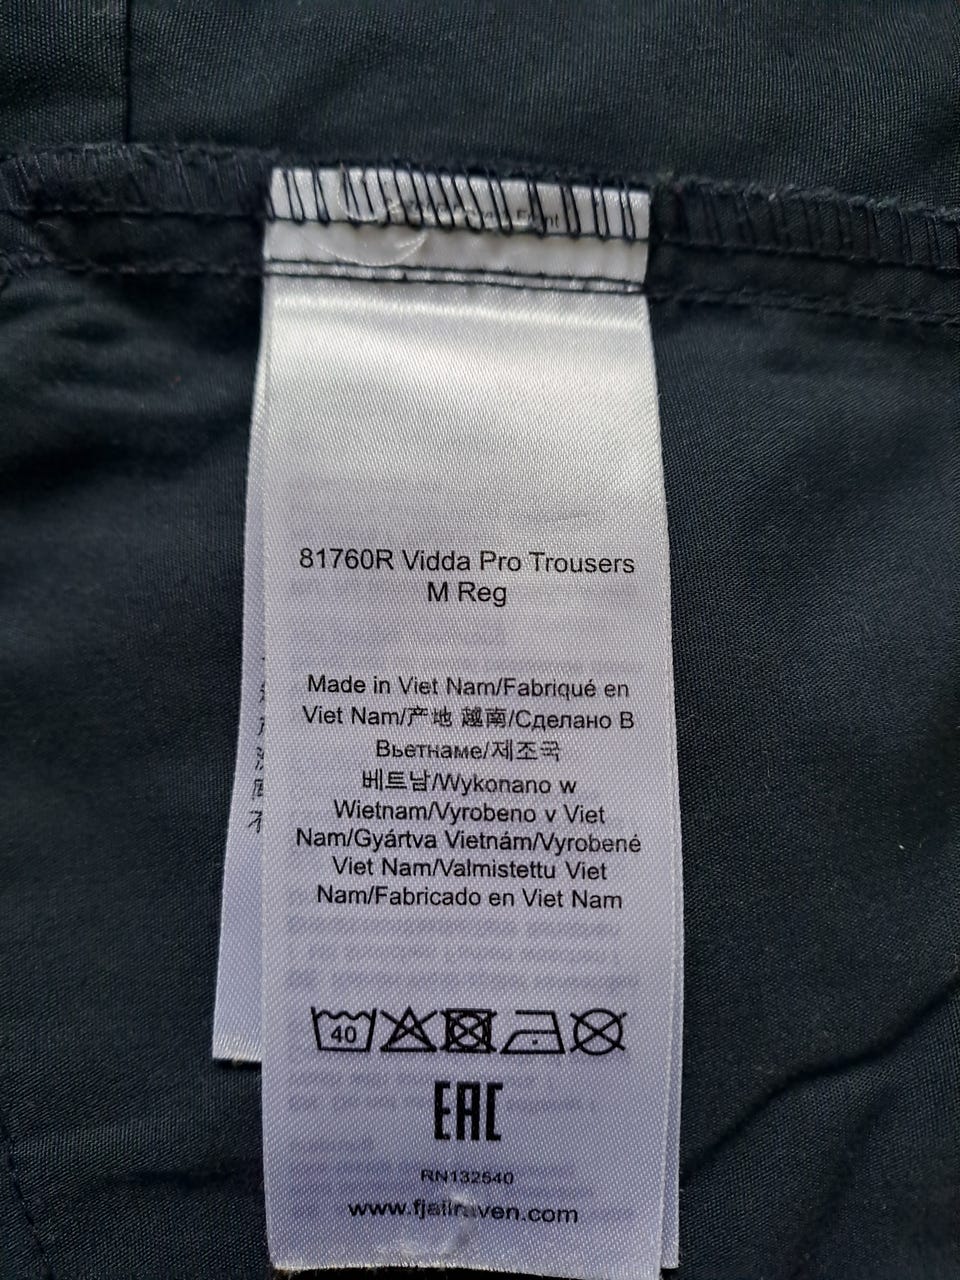 81760R Vidda Pro Trousers
M Reg
Made in Viet Nam/Fabriqué en
Viet Nam/产地 越南/Сделано В
Вьетнаме/제조국
베트남/Wykonano w
Wietnam/Vyrobeno v Viet
Nam/Gyártva Vietnám/Vyrobené
Viet Nam/Valmistettu Viet
Nam/Fabricado en Viet Nam
40
EAC
RN132540
www.fjallraven.com